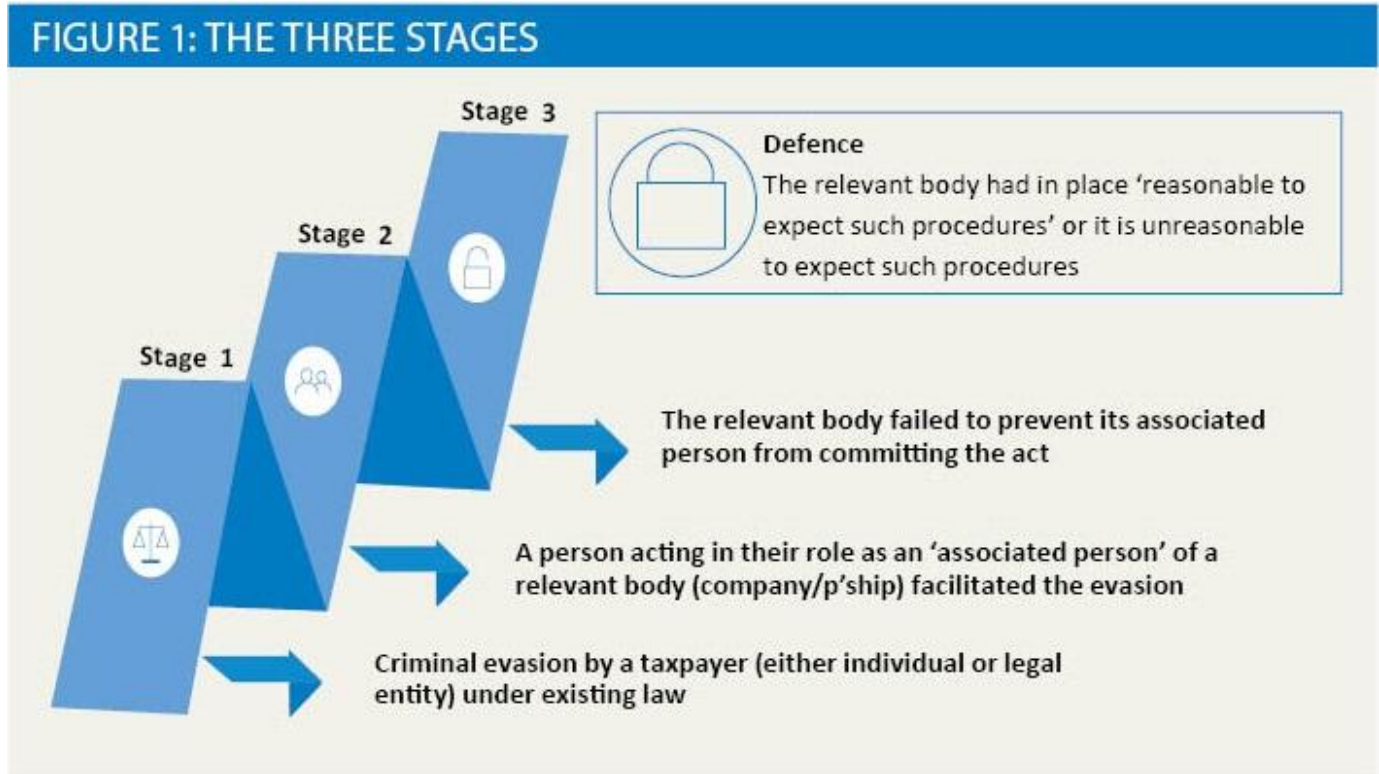 FIGURE 1: THE THREE STAGES
Stage 3
Defence
The relevant body had in place ‘reasonable to
expect such procedures’ or it is unreasonable
to expect such procedures
Stage 2
Stage 1
The relevant body failed to prevent its associated
person from committing the act
A person acting in their role as an ‘associated person’ of a
relevant body (company/p’ship) facilitated the evasion
Criminal evasion by a taxpayer (either individual or legal
entity) under existing law